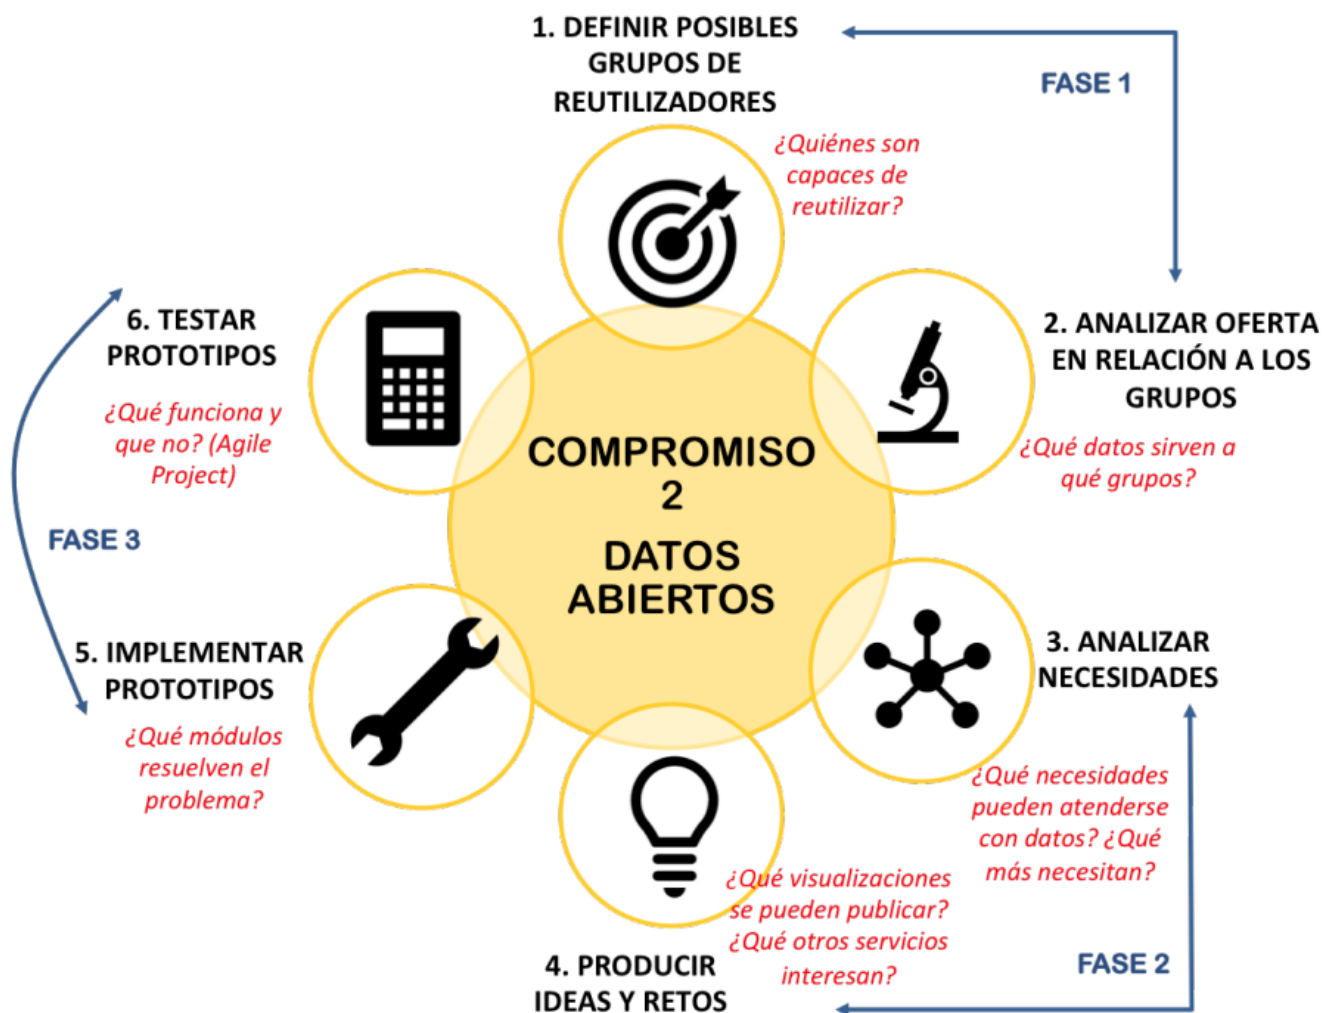 1. DEFINIR POSIBLES
GRUPOS DE
REUTILIZADORES
FASE 1
¿Quiénes son
capaces de
reutilizar?
2. ANALIZAR OFERTA
EN RELACIÓN A LOS
GRUPOS
¿Qué datos sirven a
qué grupos?
6. TESTAR
PROTOTIPOS
¿Qué funciona y
que no? (Agile
Project)
COMPROMISO
2
DATOS
ABIERTOS
FASE 3
3. ANALIZAR
NECESIDADES
¿Qué necesidades
pueden atenderse
con datos? ¿Qué
más necesitan?
5. IMPLEMENTAR
PROTOTIPOS
¿Qué módulos
resuelven el
problema?
¿Qué visualizaciones
se pueden publicar?
¿Qué otros servicios
interesan?
4. PRODUCIR
IDEAS Y RETOS
FASE 2